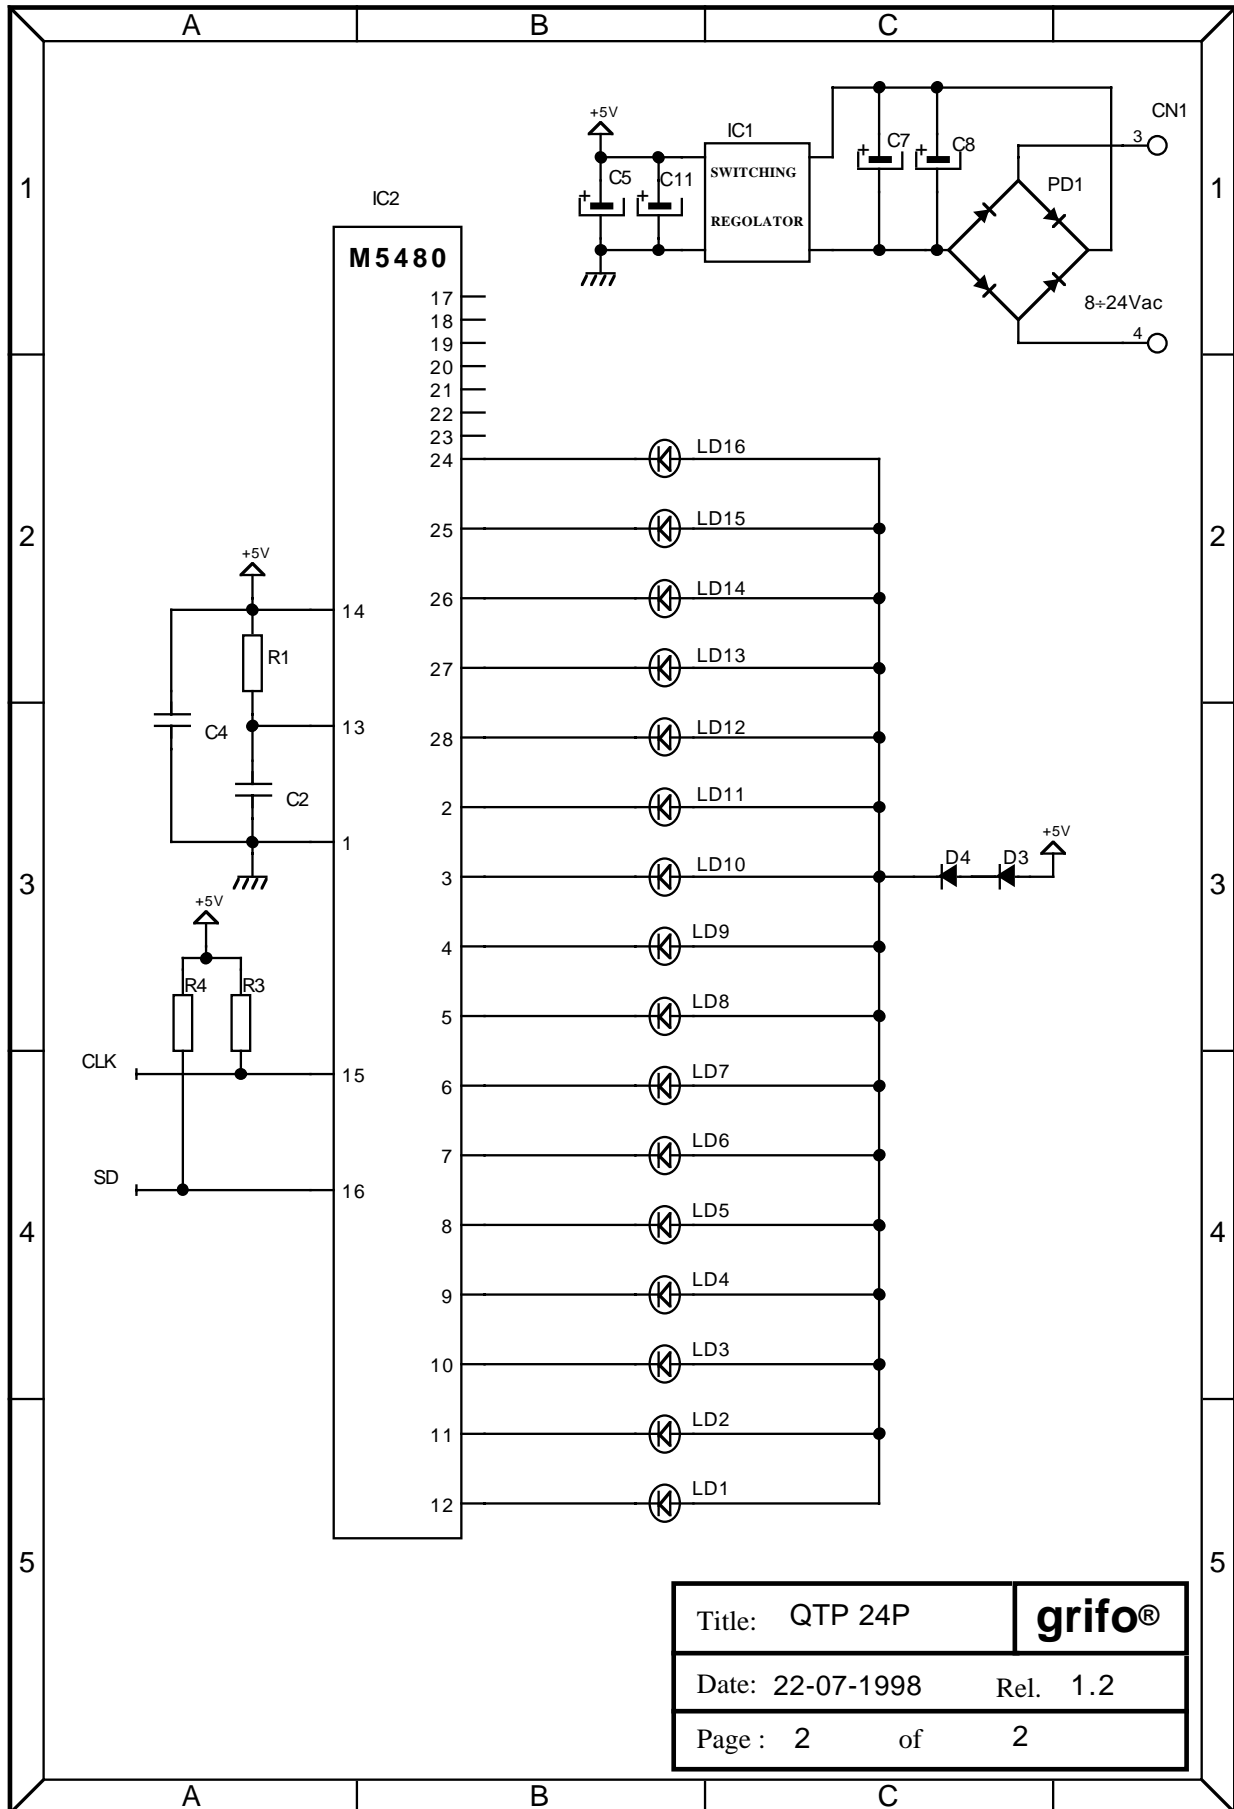 A B C
+5V
IC1
C7
C8
3
CN1
1
IC2
+
C5
+
C11
SWITCHING
REGOLATOR
+
+
PD1
1
M5480
8÷24Vac
4
17
18
19
20
21
22
23
24
LD16
2
25
LD15
2
+5V
26
LD14
14
R1
27
LD13
C4
13
28
LD12
C2
2
LD11
1
+5V
3
3
LD10
D4
D3
3
+5V
4
LD9
R4
R3
5
LD8
CLK
15
6
LD7
SD
16
7
LD6
4
8
LD5
4
9
LD4
10
LD3
11
LD2
12
LD1
5
5
Title: QTP 24P
grifo®
Date: 22-07-1998 Rel. 1.2
Page : 2 of 2
A B C